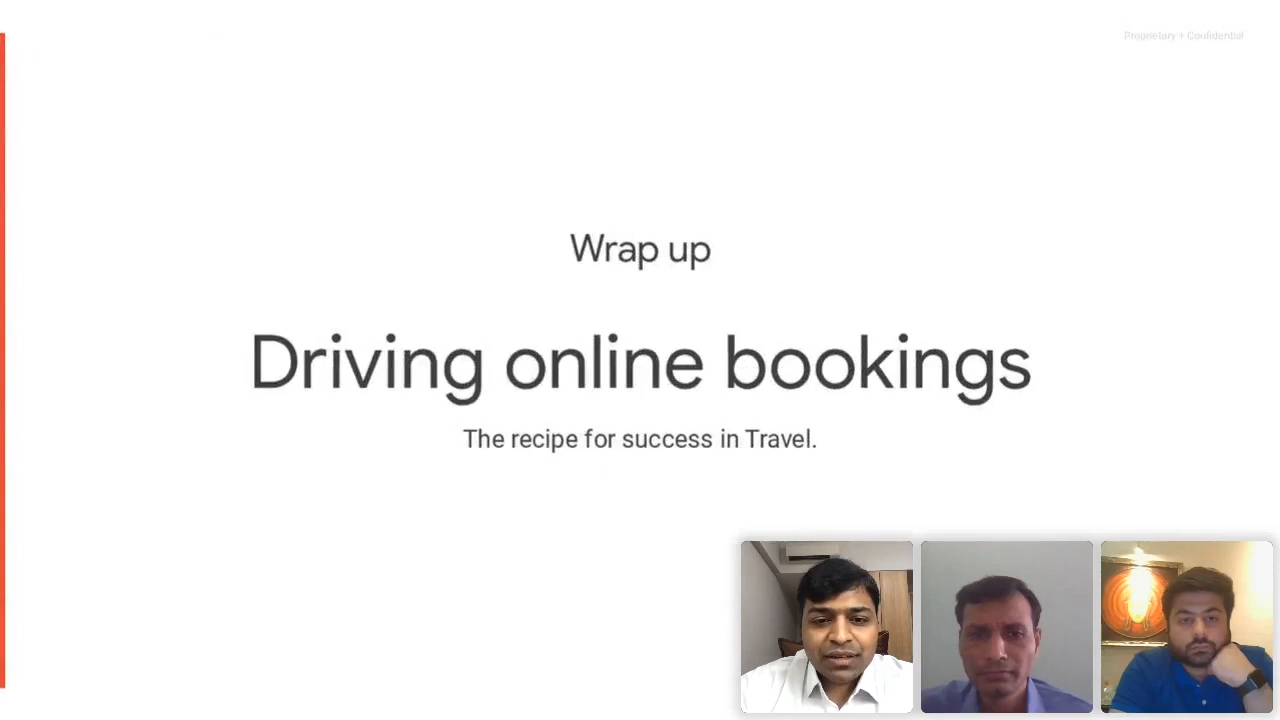 Proprietary + Confidential
Wrap up
Driving online bookings
The recipe for success in Travel.